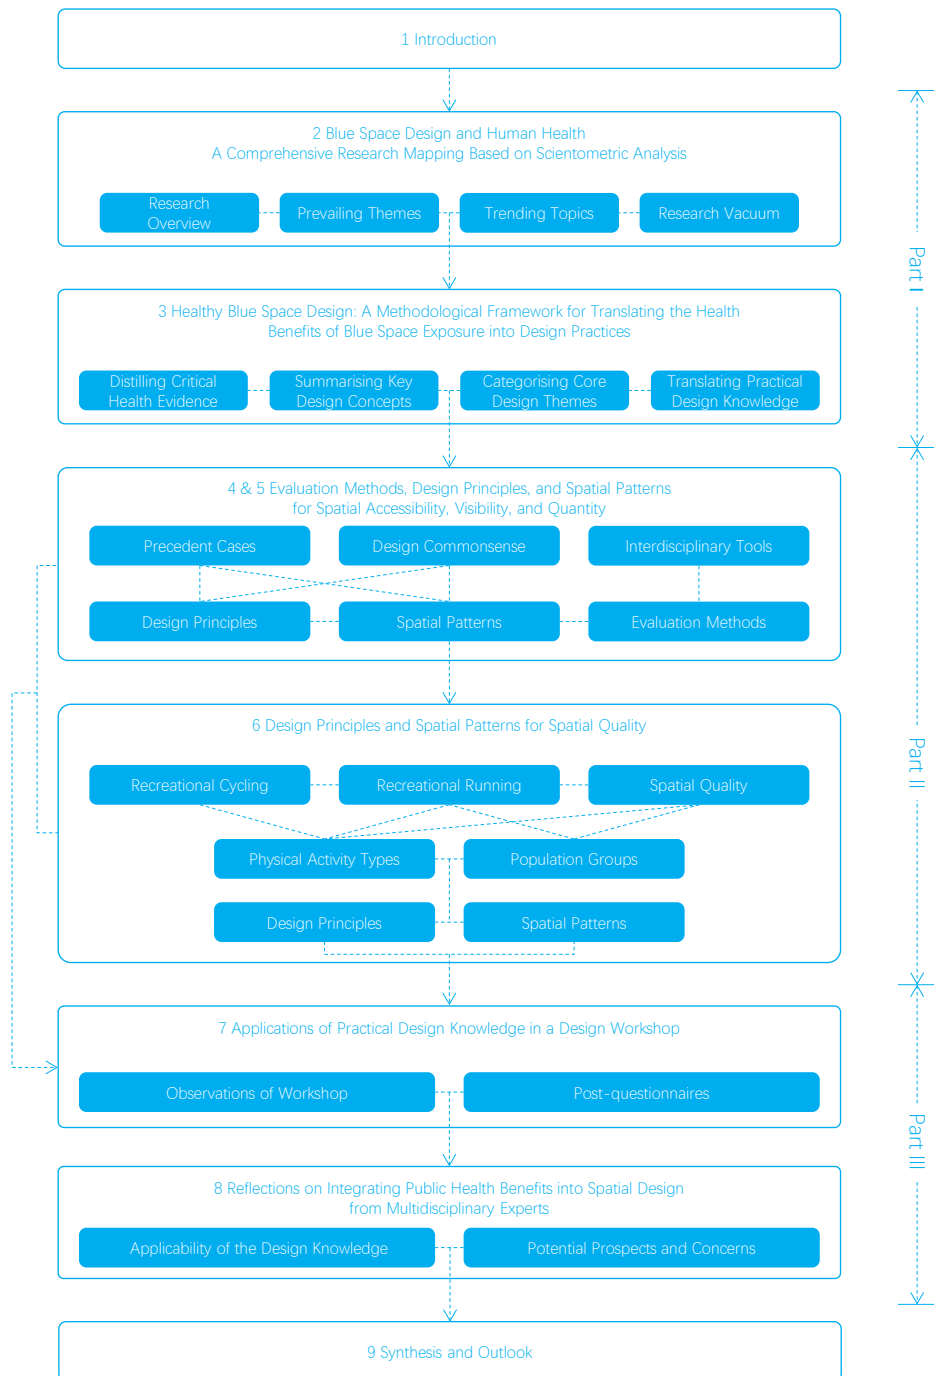 1 Introduction
2 Blue Space Design and Human Health
A Comprehensive Research Mapping Based on Scientometric Analysis
Research
Overview
Prevailing Themes
Trending Topics
Research Vacuum
Part I
3 Healthy Blue Space Design: A Methodological Framework for Translating the Health
Benefits of Blue Space Exposure into Design Practices
Distilling Critical
Health Evidence
Summarising Key
Design Concepts
Categorising Core
Design Themes
Translating Practical
Design Knowledge
4 & 5 Evaluation Methods, Design Principles, and Spatial Patterns
for Spatial Accessibility, Visibility, and Quantity
Precedent Cases
Design Commonsense
Interdisciplinary Tools
Design Principles
Spatial Patterns
Evaluation Methods
6 Design Principles and Spatial Patterns for Spatial Quality
Part II
Recreational Cycling
Recreational Running
Spatial Quality
Physical Activity Types
Population Groups
Design Principles
Spatial Patterns
7 Applications of Practical Design Knowledge in a Design Workshop
Observations of Workshop
Post-questionnaires
Part III
8 Reflections on Integrating Public Health Benefits into Spatial Design
from Multidisciplinary Experts
Applicability of the Design Knowledge
Potential Prospects and Concerns
9 Synthesis and Outlook